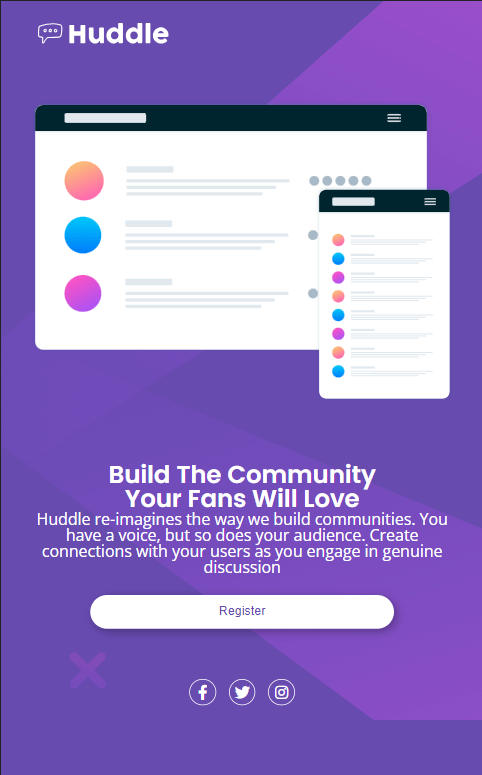 Huddle
Build The Community
Your Fans Will Love
Huddle re-imagines the way we build communities. You
have a voice, but so does your audience. Create
connections with your users as you engage in genuine
discussion
Register